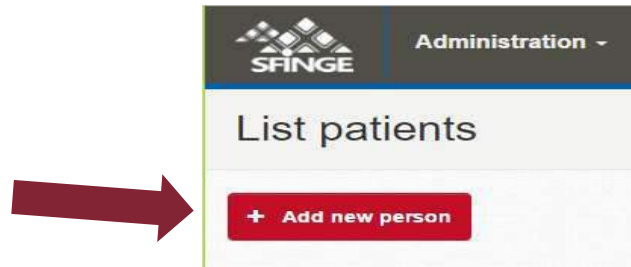 SFINGE
Administration
List patients
+ Add new person